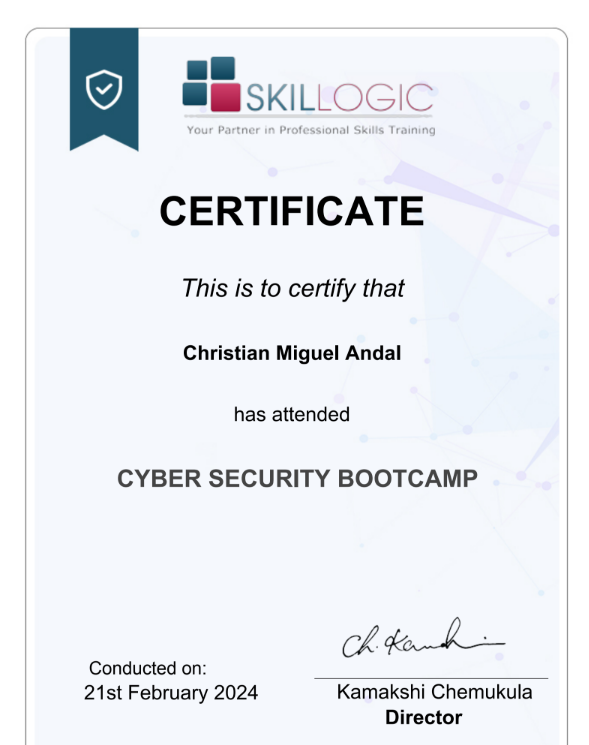 SKILLOGIC
Your Partner in Professional Skills Training
CERTIFICATE
This is to certify that
Christian Miguel Andal
has attended
CYBER SECURITY BOOTCAMP
Ch. Kamakshi
Conducted on:
21st February 2024
Kamakshi Chemukula
Director